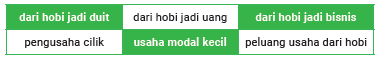 dari hobi jadi duit dari hobi jadi uang dari hobi jadi bisnis
pengusaha cilik usaha modal kecil peluang usaha dari hobi